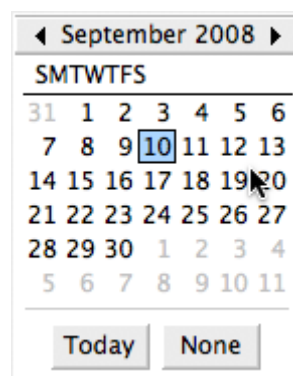 ◀ September 2008 ▶
SMTWTFS
31 1 2 3 4 5 6
7 8 9 10 11 12 13
14 15 16 17 18 19 20
21 22 23 24 25 26 27
28 29 30 1 2 3 4
5 6 7 8 9 10 11
Today None